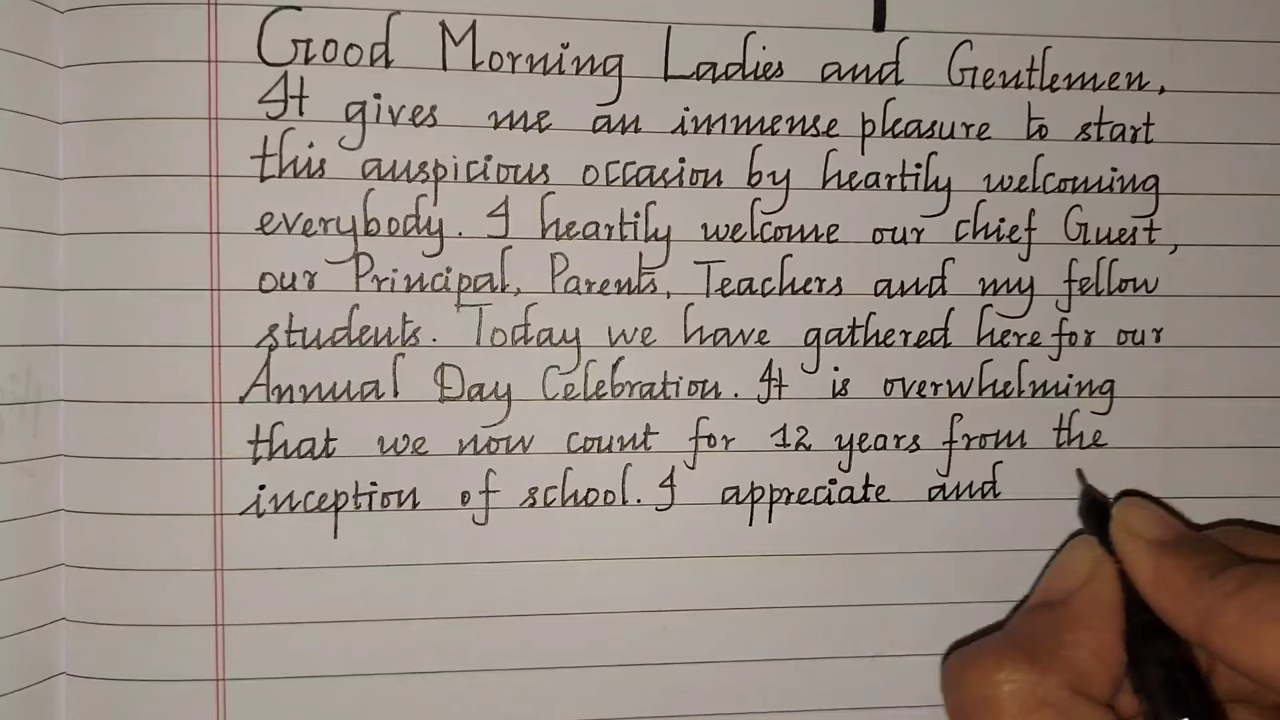 Good Morning Ladies and Gentlemen,
It gives me an immense pleasure to start
this auspicious occasion by heartily welcoming
everybody. I heartily welcome our chief Guest,
our Principal, Parents, Teachers and my fellow
students. Today we have gathered here for our
Annual Day Celebration. It is overwhelming
that we now count for 12 years from the
inception of school. I appreciate and